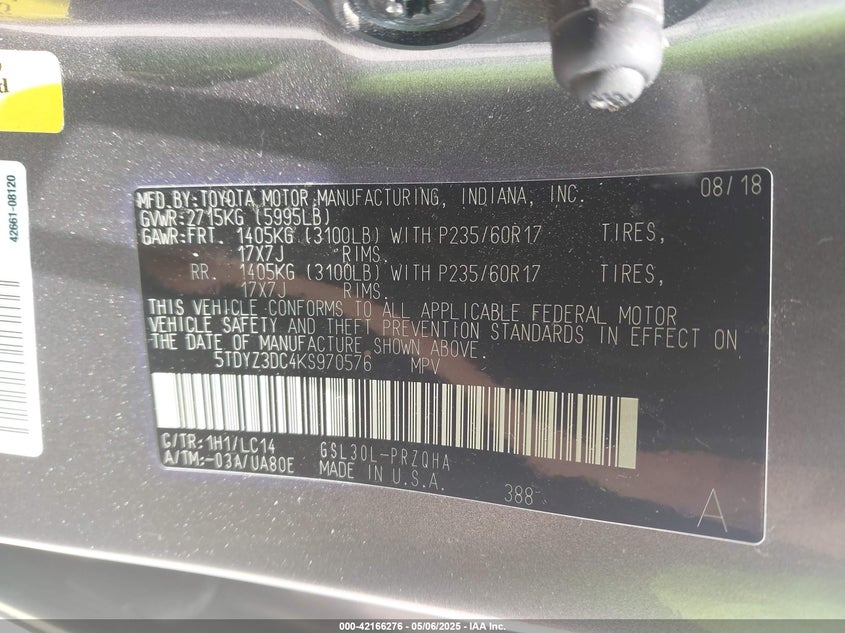 d
42661-08120
MFD.BY:TOYOTA MOTOR MANUFACTURING, INDIANA, INC. 08/18
GVWR:2715KG (5995LB)
GAWR:FRT. 1405KG (3100LB) WITH P235/60R17 TIRES,
17X7J RIMS.
RR. 1405KG (3100LB) WITH P235/60R17 TIRES,
17X7J RIMS.
THIS VEHICLE CONFORMS TO ALL APPLICABLE FEDERAL MOTOR
VEHICLE SAFETY AND THEFT PREVENTION STANDARDS IN EFFECT ON
THE DATE OF MANUFACTURE SHOWN ABOVE.
5TDYZ3DC4KS970576 MPV
C/TR:1H1/LC14 GSL30L-PRZQHA
A/TM:-03A/UA80E MADE IN U.S.A.
388 A
000-42166276 - 05/06/2025 - IAA Inc.